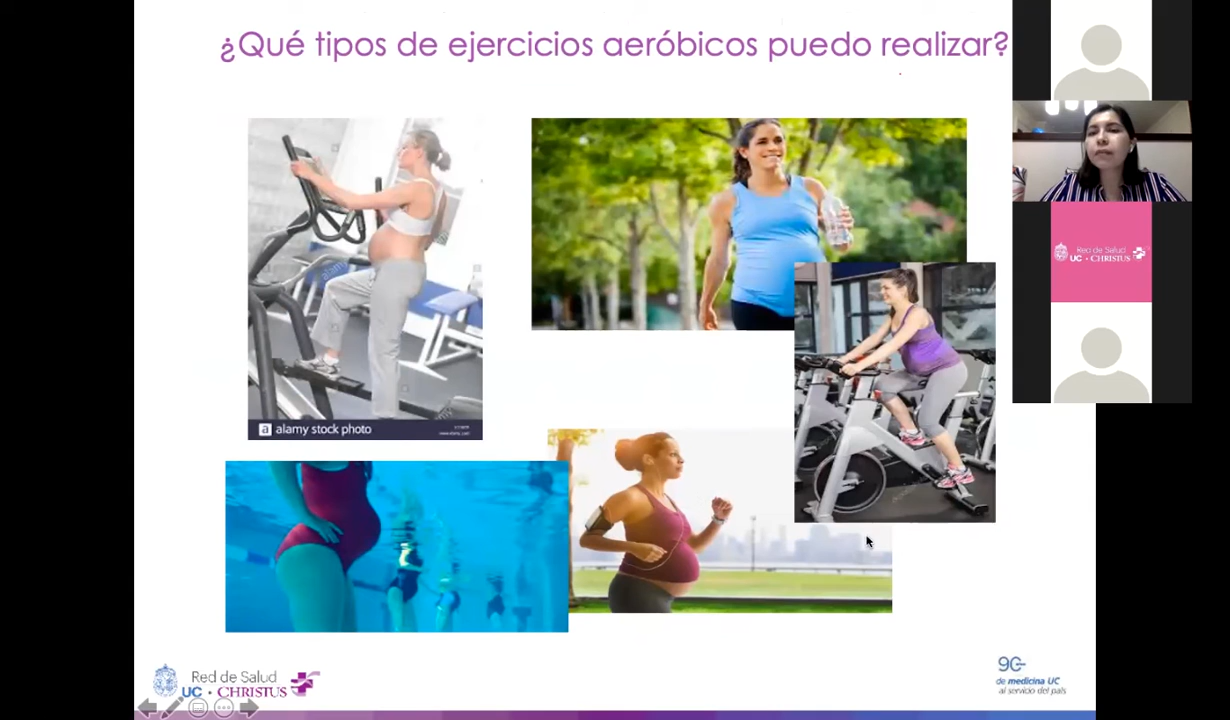 ¿Qué tipos de ejercicios aeróbicos puedo realizar?
Red de Salud
UC · CHRISTUS
alamy
a alamy stock photo
Red de Salud
UC · CHRISTUS
90
de medicina UC
al servicio del país